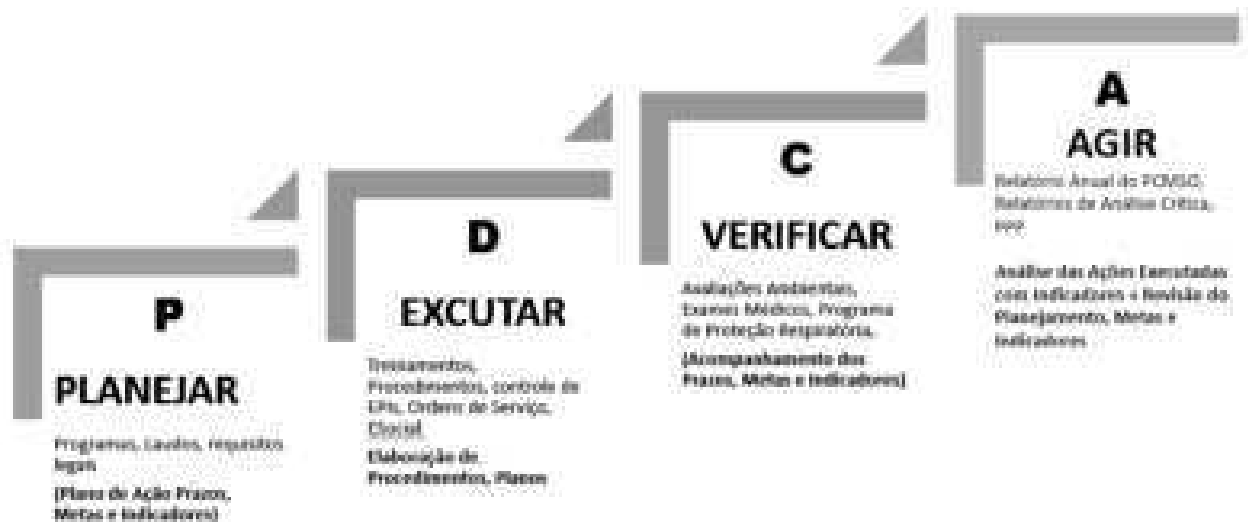 P
PLANEJAR
Programas, Laudos, requisitos
legais
(Plano de Ação Prazos,
Metas e Indicadores)
D
EXCUTAR
Treinamentos,
Procedimentos, controle de
EPIs, Ordens de Serviço,
ESocial
Elaboração de
Procedimentos, Planos
C
VERIFICAR
Avaliações Ambientais,
Exames Médicos, Programa
de Proteção Respiratória,
(Acompanhamento dos
Prazos, Metas e Indicadores)
A
AGIR
Relatório Anual do PCMSO,
Relatórios de Análise Crítica,
PPP
Análise das Ações Executadas
com Indicadores Revisão do
Planejamento, Metas e
Indicadores